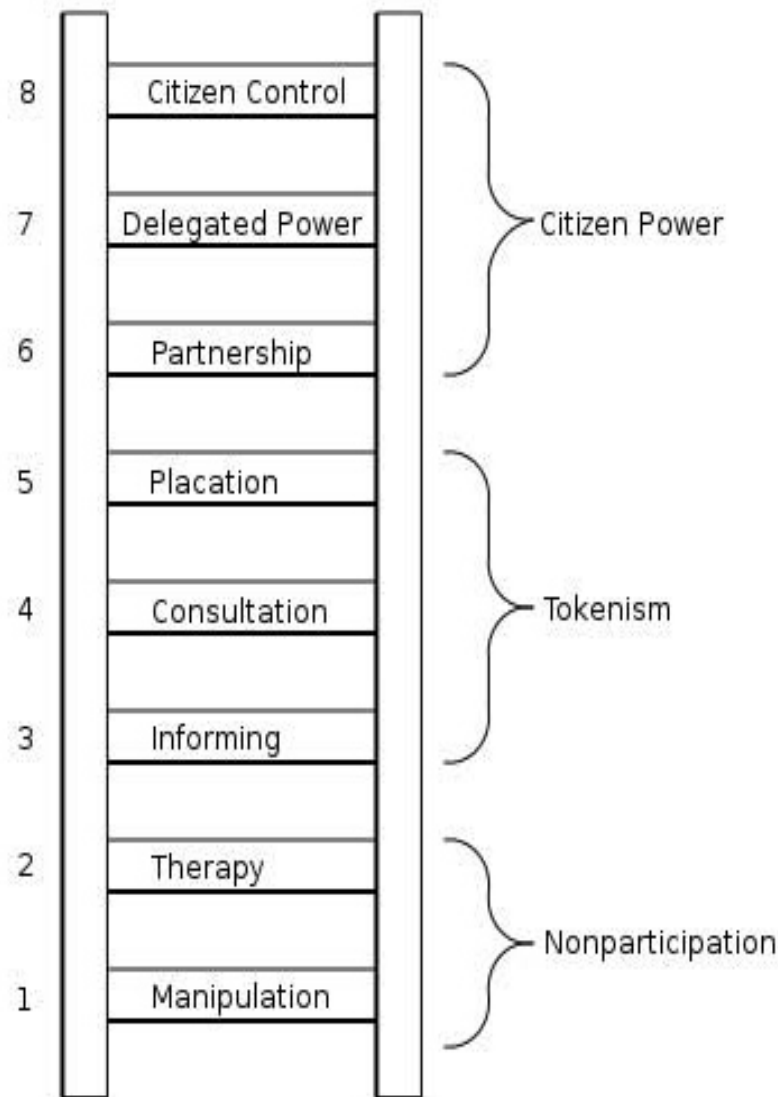 8 Citizen Control
7 Delegated Power
Citizen Power
6 Partnership
5 Placation
4 Consultation
Tokenism
3 Informing
2 Therapy
Nonparticipation
1 Manipulation